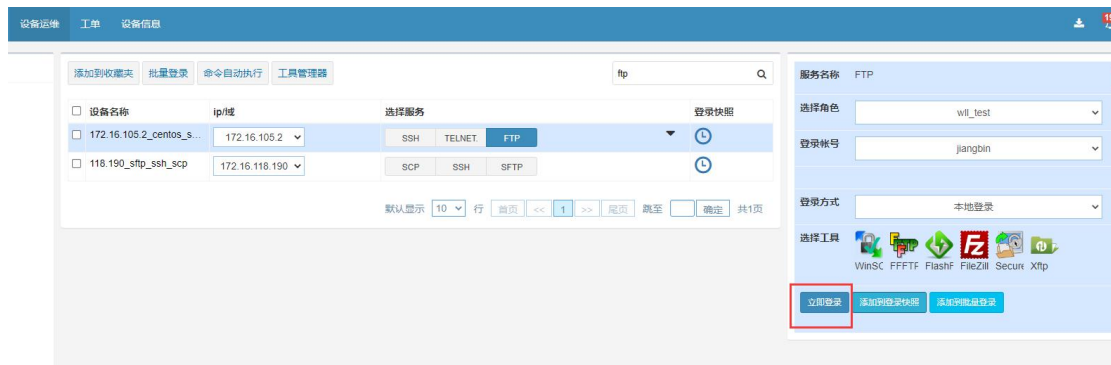 设备运维 工单 设备信息
添加到收藏夹 批量登录 命令自动执行 工具管理器 ftp
设备名称 ip/域 选择服务 登录快照
172.16.105.2_centos_s... 172.16.105.2 SSH TELNET FTP
118.190_sftp_ssh_scp 172.16.118.190 SCP SSH SFTP
默认显示 10 行 首页 << 1 >> 尾页 跳至 确定 共1页
服务名称 FTP
选择角色 wll_test
登录帐号 jiangbin
登录方式 本地登录
选择工具
WinSC FFFTF FlashF FileZill Secure Xftp
立即登录 添加到登录快照 添加到批量登录